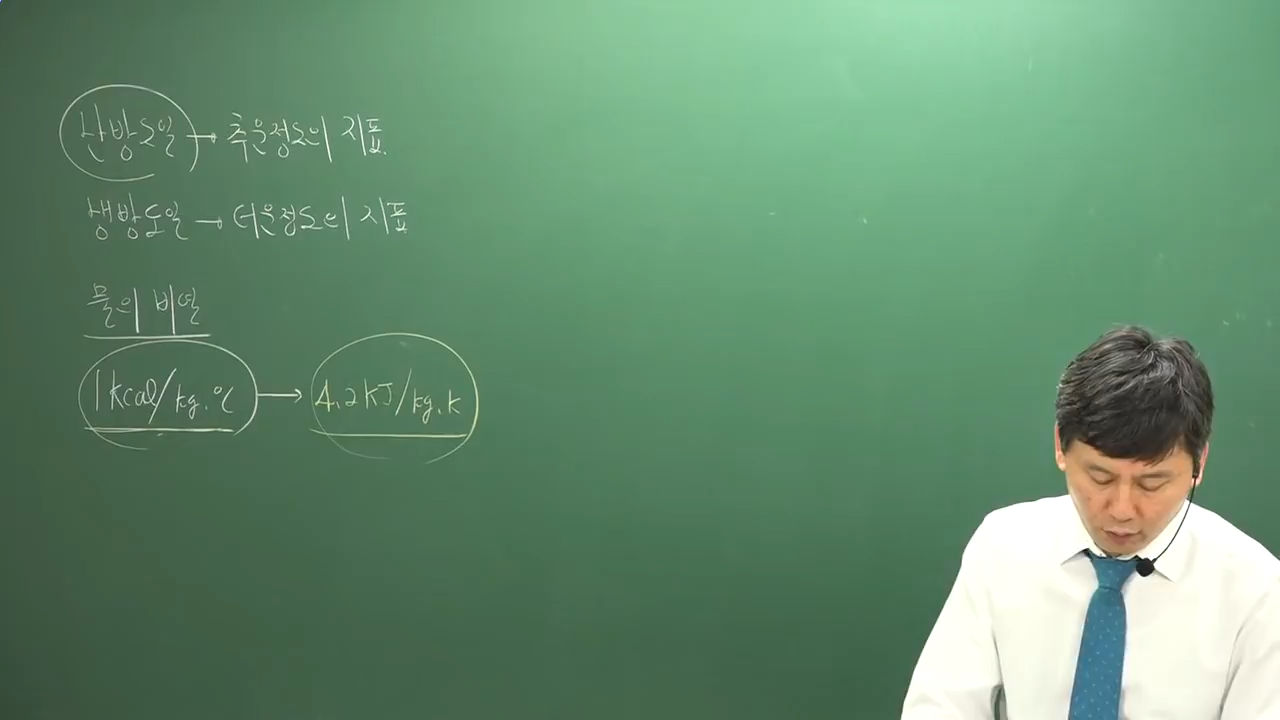 난방도일 → 추운정도의 지표.
냉방도일 → 더운정도의 지표.
물의 비열
1kcal/kg.℃ → 4.2kJ/kg.k